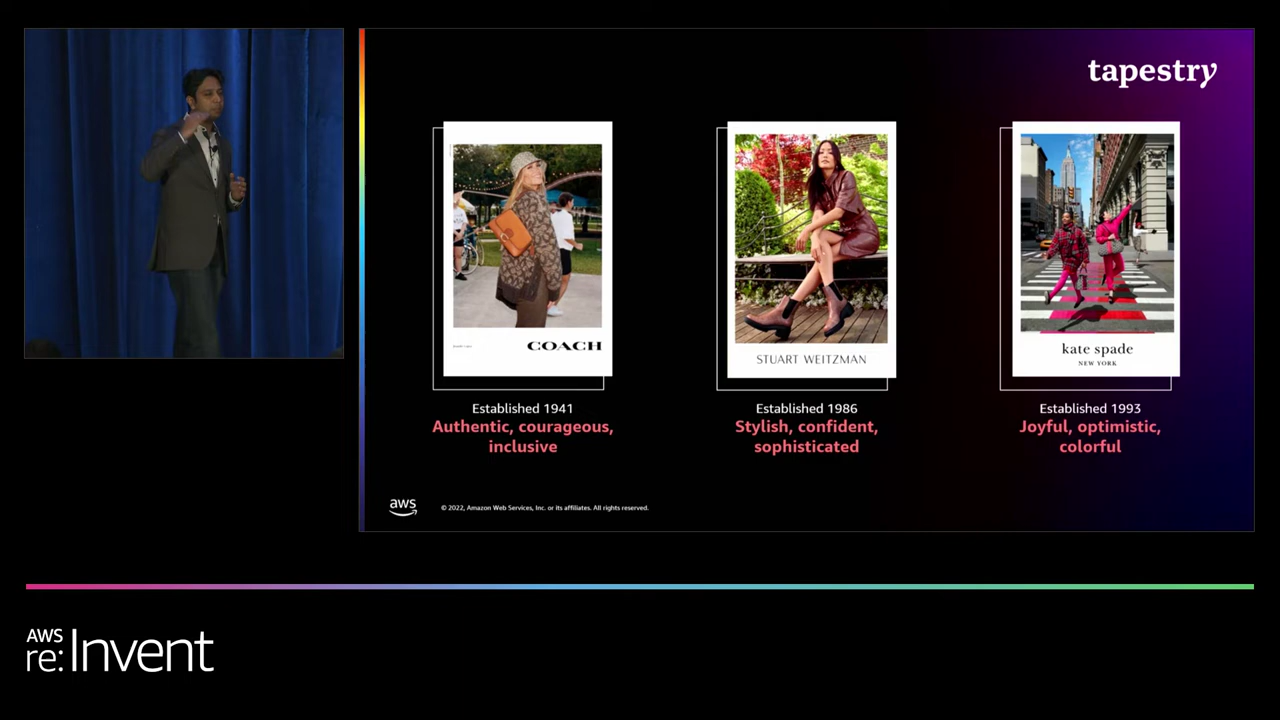 tapestry
COACH
STUART WEITZMAN
kate spade
NEW YORK
Established 1941
Authentic, courageous,
inclusive
Established 1986
Stylish, confident,
sophisticated
Established 1993
Joyful, optimistic,
colorful
aws
© 2022, Amazon Web Services, Inc. or its affiliates. All rights reserved.
AWS
re:Invent